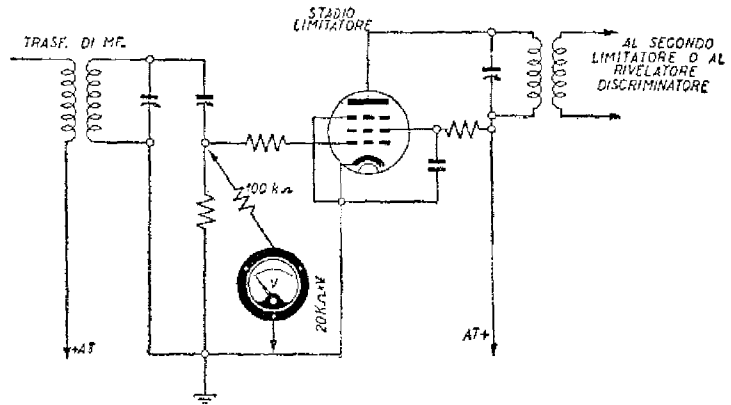 STADIO
LIMITATORE
TRASF. DI MF.
AL SECONDO
LIMITATORE O AL
RIVELATORE
DISCRIMINATORE
100 kΩ
V
20KΩxV
+AT
AT+